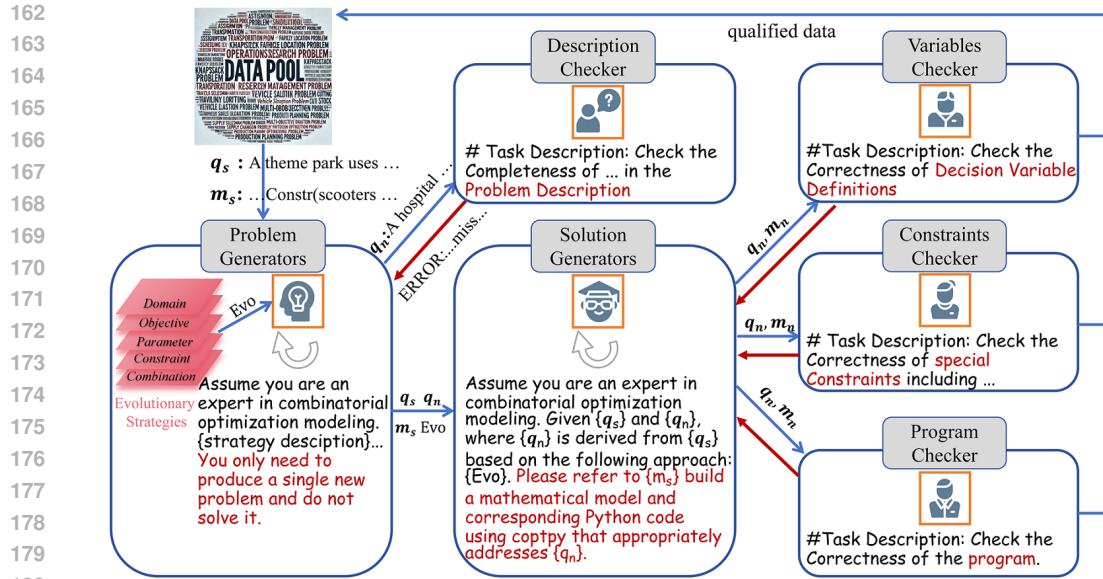 162
163
164
165
166
167
168
169
170
171
172
173
174
175
176
177
178
179
DATA POOL
OPERATIONS RESEARCH PROBLEM
PRODUCTION PLANNING PROBLEM
qualified data
q_s : A theme park uses …
m_s: …Constr(scooters …
Description
Checker
# Task Description: Check the
Completeness of … in the
Problem Description
Variables
Checker
#Task Description: Check the
Correctness of Decision Variable
Definitions
q_n:A hospital …
ERROR:…miss…
Problem
Generators
Domain
Objective
Parameter
Constraint
Combination
Evo
Evolutionary
Strategies
Assume you are an
expert in combinatorial
optimization modeling.
{strategy desciption}…
You only need to
produce a single new
problem and do not
solve it.
q_s q_n
m_s Evo
Solution
Generators
Assume you are an expert in
combinatorial optimization
modeling. Given {q_s} and {q_n},
where {q_n} is derived from {q_s}
based on the following approach:
{Evo}. Please refer to {m_s} build
a mathematical model and
corresponding Python code
using coptpy that appropriately
addresses {q_n}.
q_n, m_n
q_n, m_n
q_n, m_n
Constraints
Checker
# Task Description: Check the
Correctness of special
Constraints including …
Program
Checker
#Task Description: Check the
Correctness of the program.